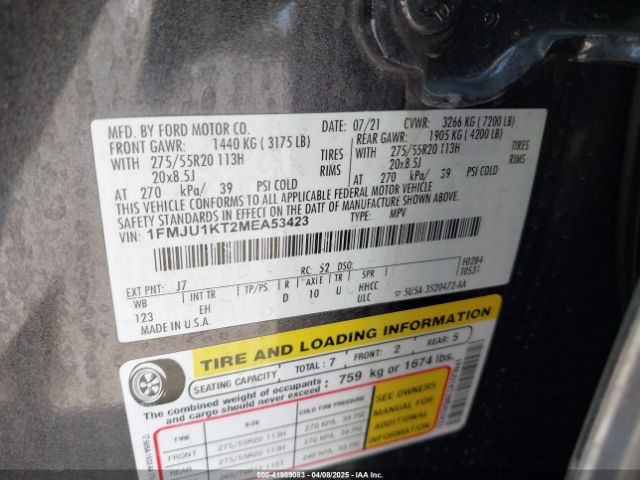 MFD. BY FORD MOTOR CO. DATE: 07/21 GVWR: 3266 KG ( 7200 LB)
FRONT GAWR: 1440 KG ( 3175 LB) REAR GAWR: 1905 KG ( 4200 LB)
WITH 275/55R20 113H TIRES WITH 275/55R20 113H TIRES
20x8.5J RIMS 20x8.5J RIMS
AT 270 kPa/ 39 PSI COLD AT 270 kPa/ 39 PSI COLD
THIS VEHICLE CONFORMS TO ALL APPLICABLE FEDERAL MOTOR VEHICLE
SAFETY STANDARDS IN EFFECT ON THE DATE OF MANUFACTURE SHOWN ABOVE.
VIN: 1FMJU1KT2MEA53423 TYPE: MPV
F0284
EXT PNT: J7 RC: 52 DSO:
WB INT TR TP/PS R AXLE TR SPR
123 EH D 10 U HHCC
ULC
MADE IN U.S.A. 5U5A-3520472-AA
TIRE AND LOADING INFORMATION
SEATING CAPACITY TOTAL: 7 FRONT: 2 REAR: 5
The combined weight of occupants and cargo should never exceed: 759 kg or 1674 lbs.
TIRE SIZE COLD TIRE PRESSURE
FRONT 275/55R20 113H 270 KPA, 39 PSI
REAR 275/55R20 113H 270 KPA, 39 PSI
SEE OWNERS
MANUAL FOR
ADDITIONAL
INFORMATION
STOCK: 41989083 / 04/08/2025 / IAAI.COM